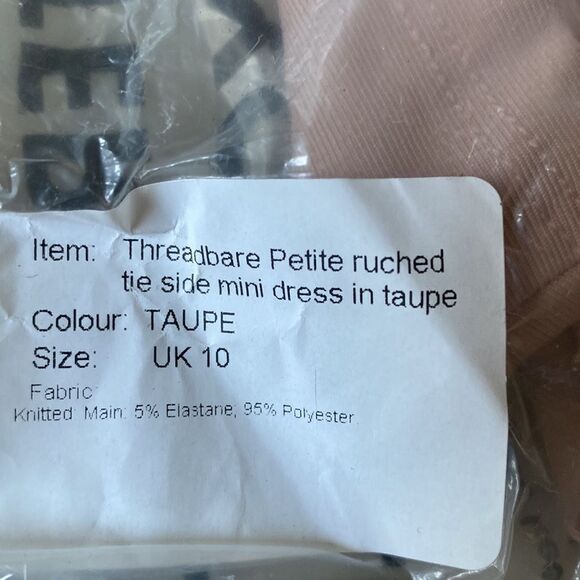 Item: Threadbare Petite ruched
tie side mini dress in taupe
Colour: TAUPE
Size: UK 10
Fabric
Knitted: Main: 5% Elastane, 95% Polyester